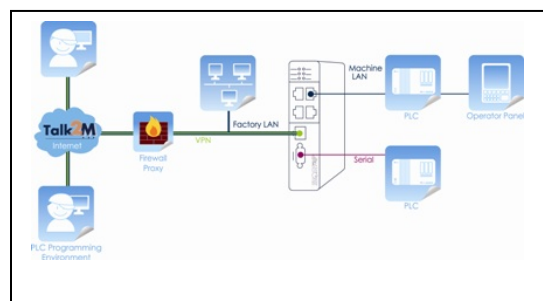 Machine
LAN
PLC
Operator Panel
Talk2M
Internet
Firewall
Proxy
VPN
Factory LAN
Serial
PLC
PLC Programming
Environment